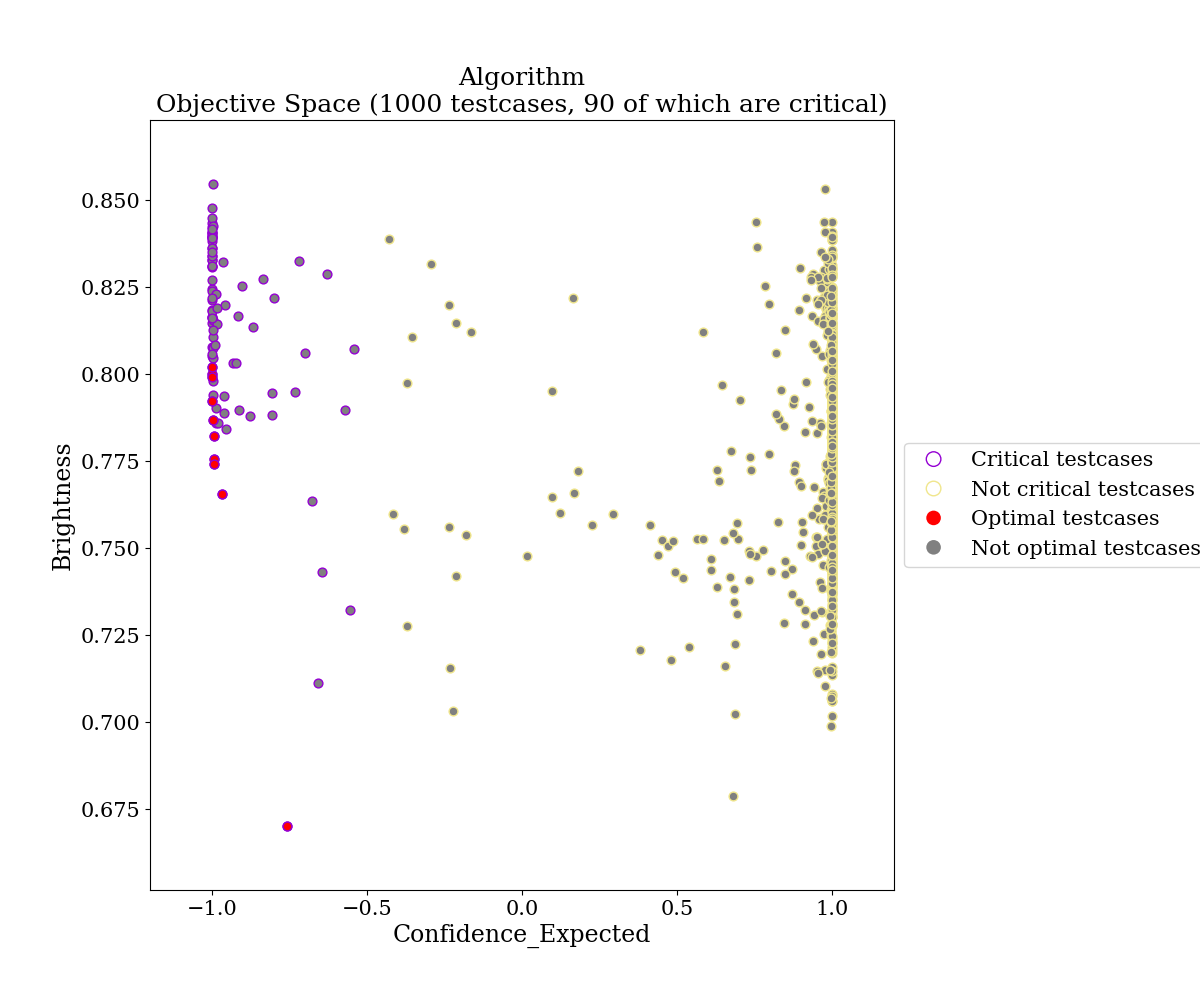 Algorithm
Objective Space (1000 testcases, 90 of which are critical)
0.850
0.825
0.800
0.775
0.750
0.725
0.700
0.675
Brightness
−1.0
−0.5
0.0
0.5
1.0
Confidence_Expected
Critical testcases
Not critical testcases
Optimal testcases
Not optimal testcases